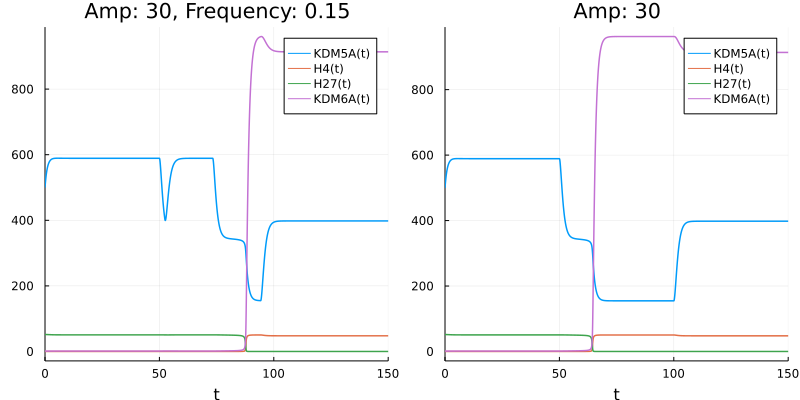 Amp: 30, Frequency: 0.15
KDM5A(t)
H4(t)
H27(t)
KDM6A(t)
800
600
400
200
0
0 50 100 150
t
Amp: 30
KDM5A(t)
H4(t)
H27(t)
KDM6A(t)
800
600
400
200
0
0 50 100 150
t